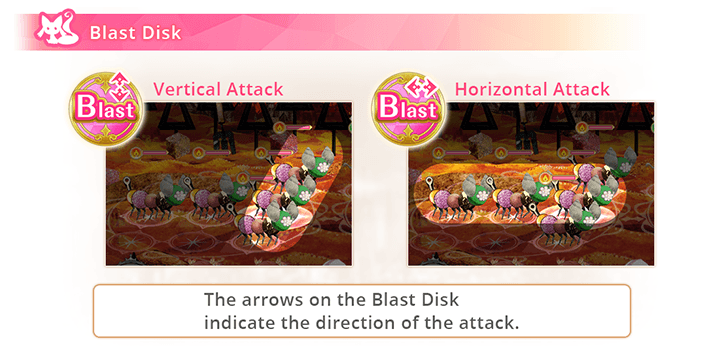 Blast Disk
Vertical Attack
Horizontal Attack
Blast
Blast
The arrows on the Blast Disk
indicate the direction of the attack.